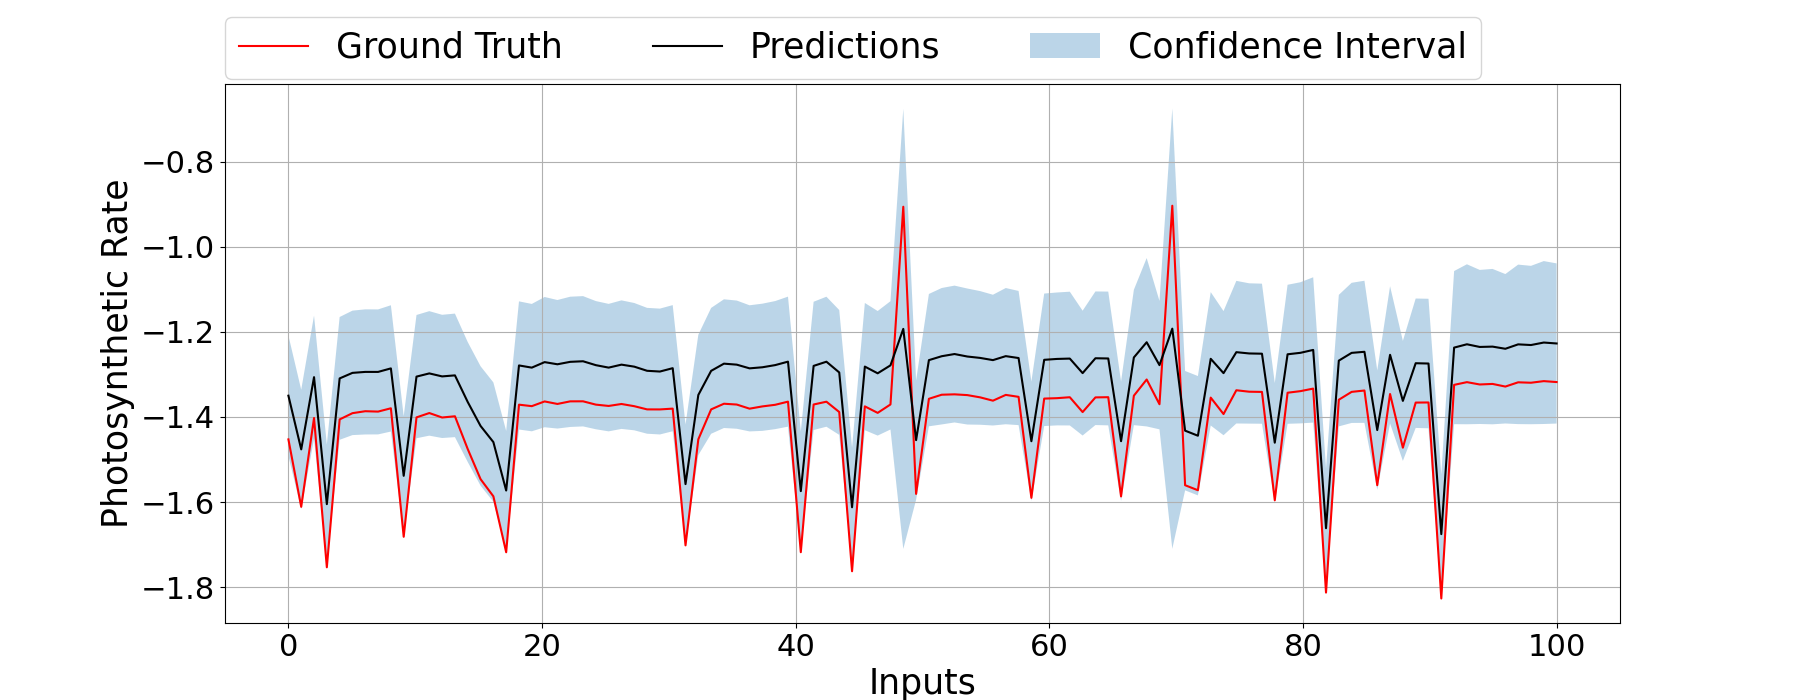 Ground Truth Predictions Confidence Interval
Photosynthetic Rate
−0.8
−1.0
−1.2
−1.4
−1.6
−1.8
0 20 40 60 80 100
Inputs